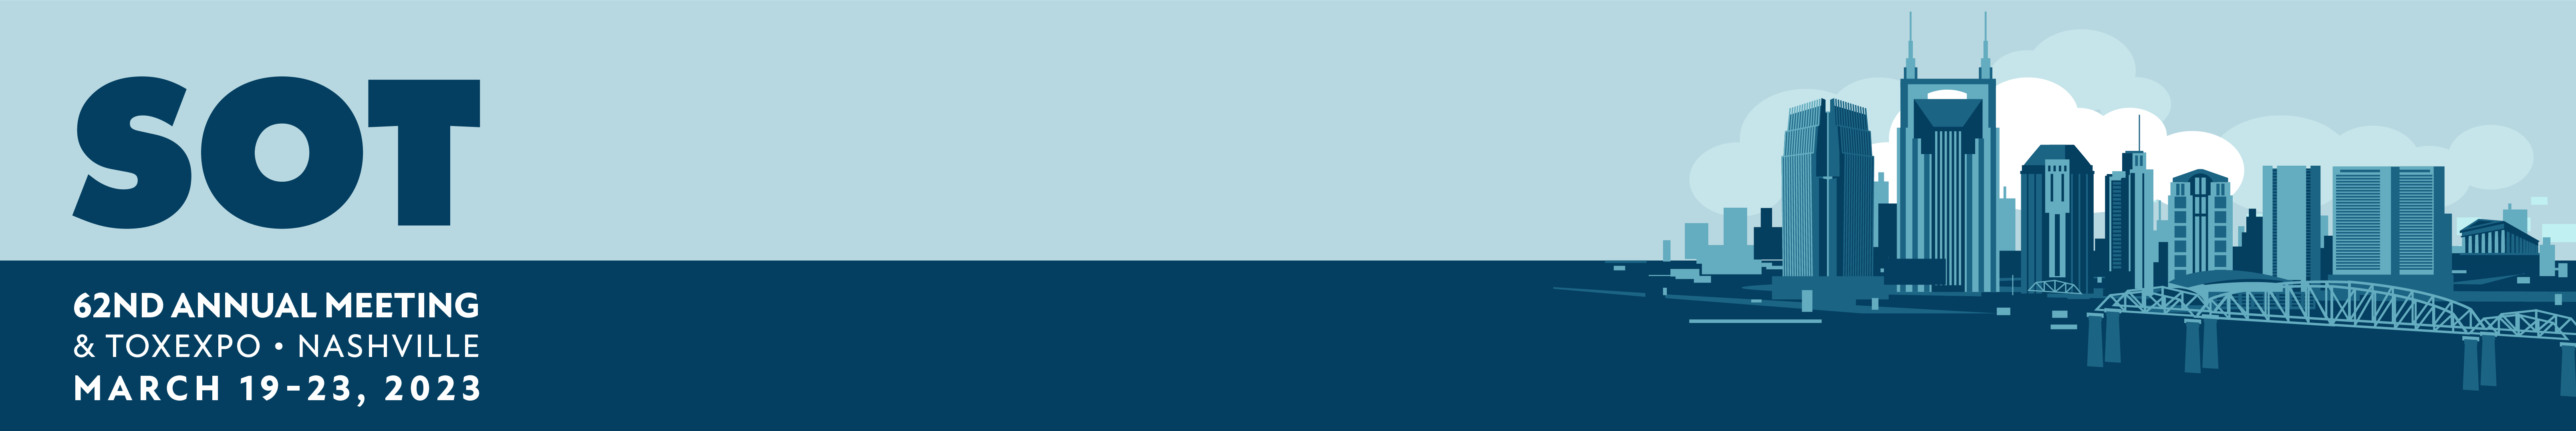 SOT
62ND ANNUAL MEETING
& TOXEXPO • NASHVILLE
MARCH 19-23, 2023